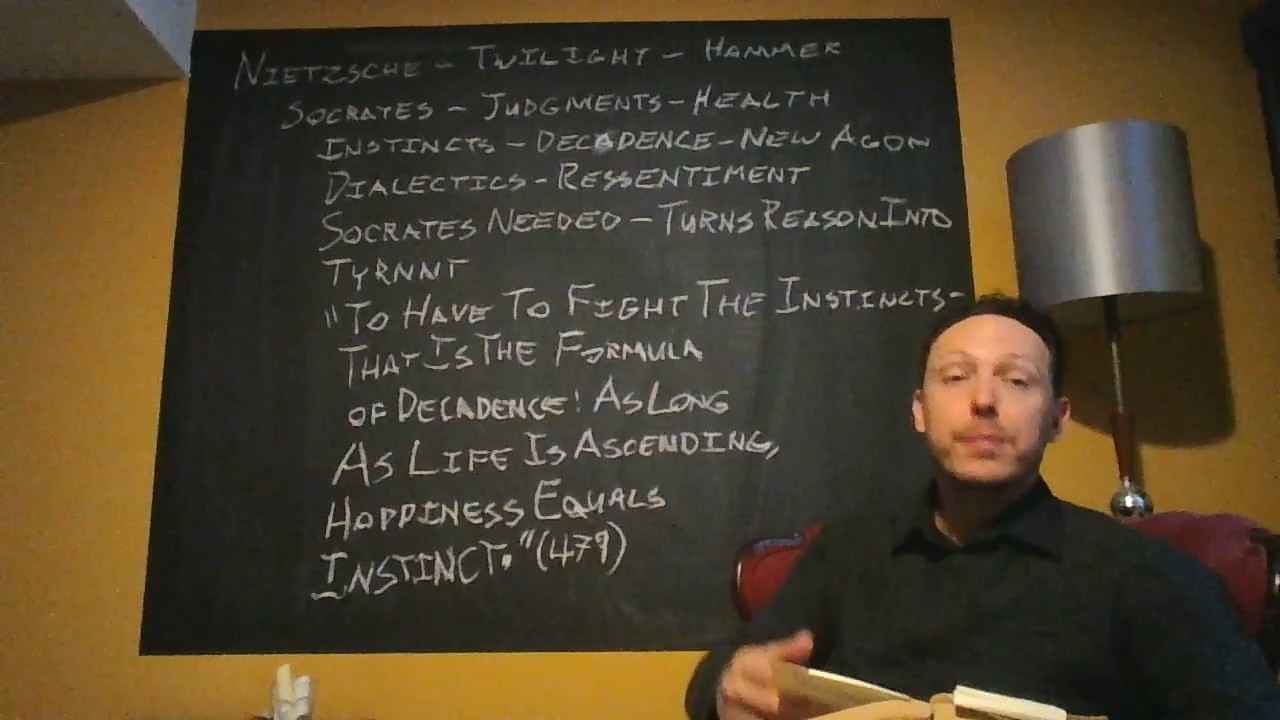 NIETZSCHE - TWILIGHT - HAMMER
SOCRATES - JUDGMENTS - HEALTH
INSTINCTS - DECADENCE - NEW AGON
DIALECTICS - RESSENTIMENT
SOCRATES NEEDED - TURNS REASON INTO
TYRNNT
"TO HAVE TO FIGHT THE INSTINCTS -
THAT IS THE FORMULA
OF DECADENCE: AS LONG
AS LIFE IS ASCENDING,
HAPPINESS EQUALS
INSTINCT." (479)